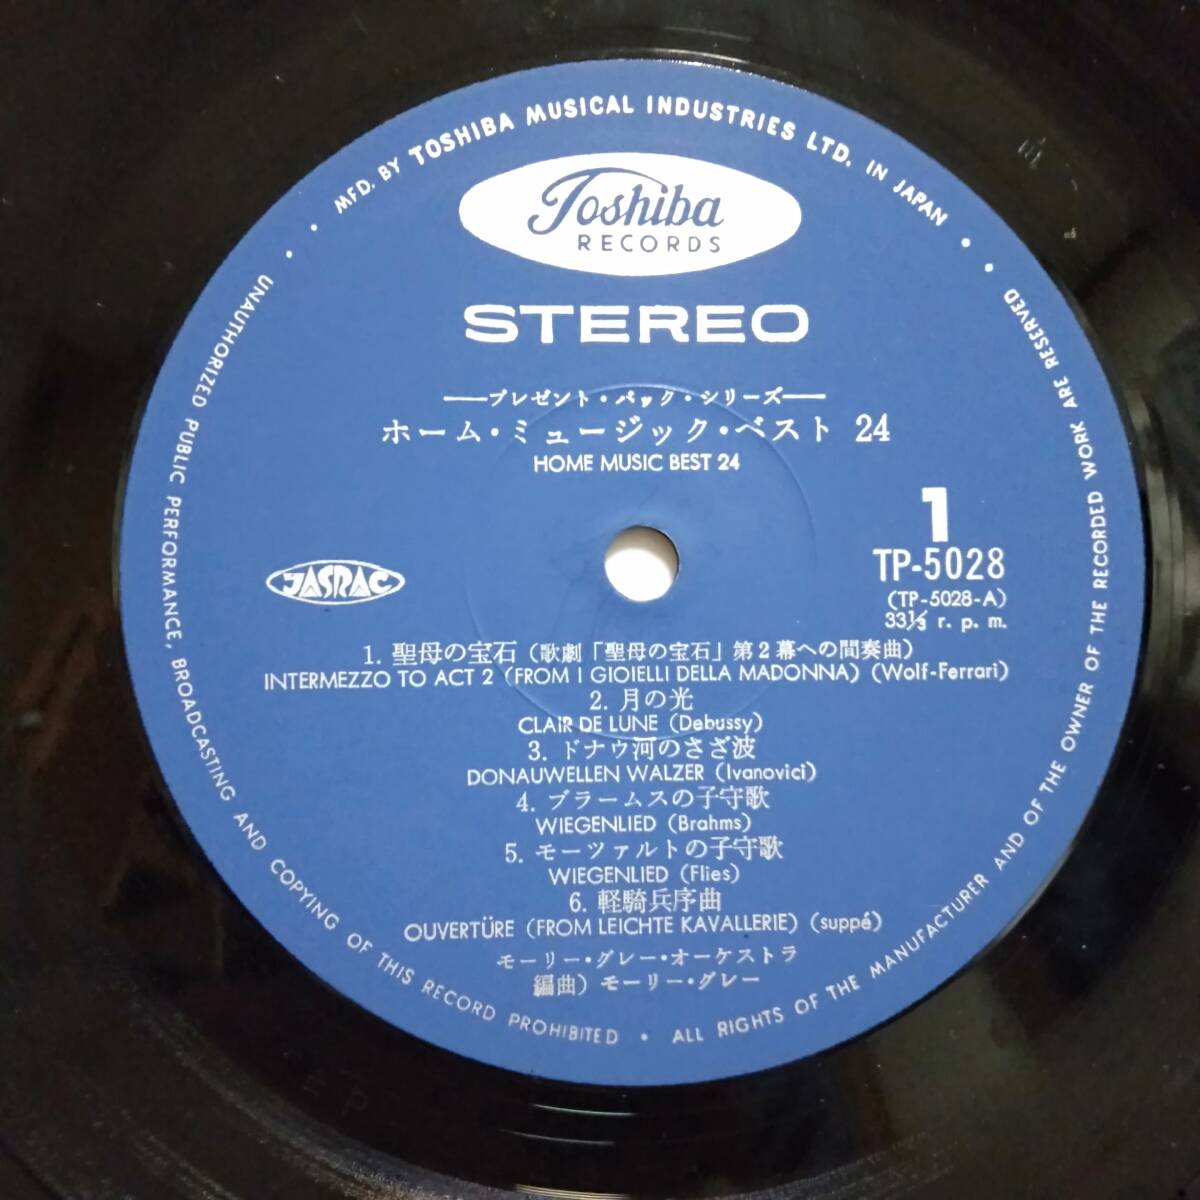 MFD. BY TOSHIBA MUSICAL INDUSTRIES LTD. IN JAPAN
Toshiba
RECORDS
STEREO
―プレゼント・パック・シリーズ―
ホーム・ミュージック・ベスト 24
HOME MUSIC BEST 24
1
TP-5028
(TP-5028-A)
33⅓ r. p. m.
JASRAC
1. 聖母の宝石 (歌劇「聖母の宝石」第2幕への間奏曲)
INTERMEZZO TO ACT 2 (FROM I GIOIELLI DELLA MADONNA) (Wolf-Ferrari)
2. 月の光
CLAIR DE LUNE (Debussy)
3. ドナウ河のさざ波
DONAUWELLEN WALZER (Ivanovici)
4. ブラームスの子守歌
WIEGENLIED (Brahms)
5. モーツァルトの子守歌
WIEGENLIED (Flies)
6. 軽騎兵序曲
OUVERTÜRE (FROM LEICHTE KAVALLERIE) (suppé)
モーリー・グレー・オーケストラ
編曲) モーリー・グレー
UNAUTHORIZED PUBLIC PERFORMANCE, BROADCASTING AND COPYING OF THIS RECORD PROHIBITED • ALL RIGHTS OF THE MANUFACTURER AND OF THE OWNER OF THE RECORDED WORK ARE RESERVED